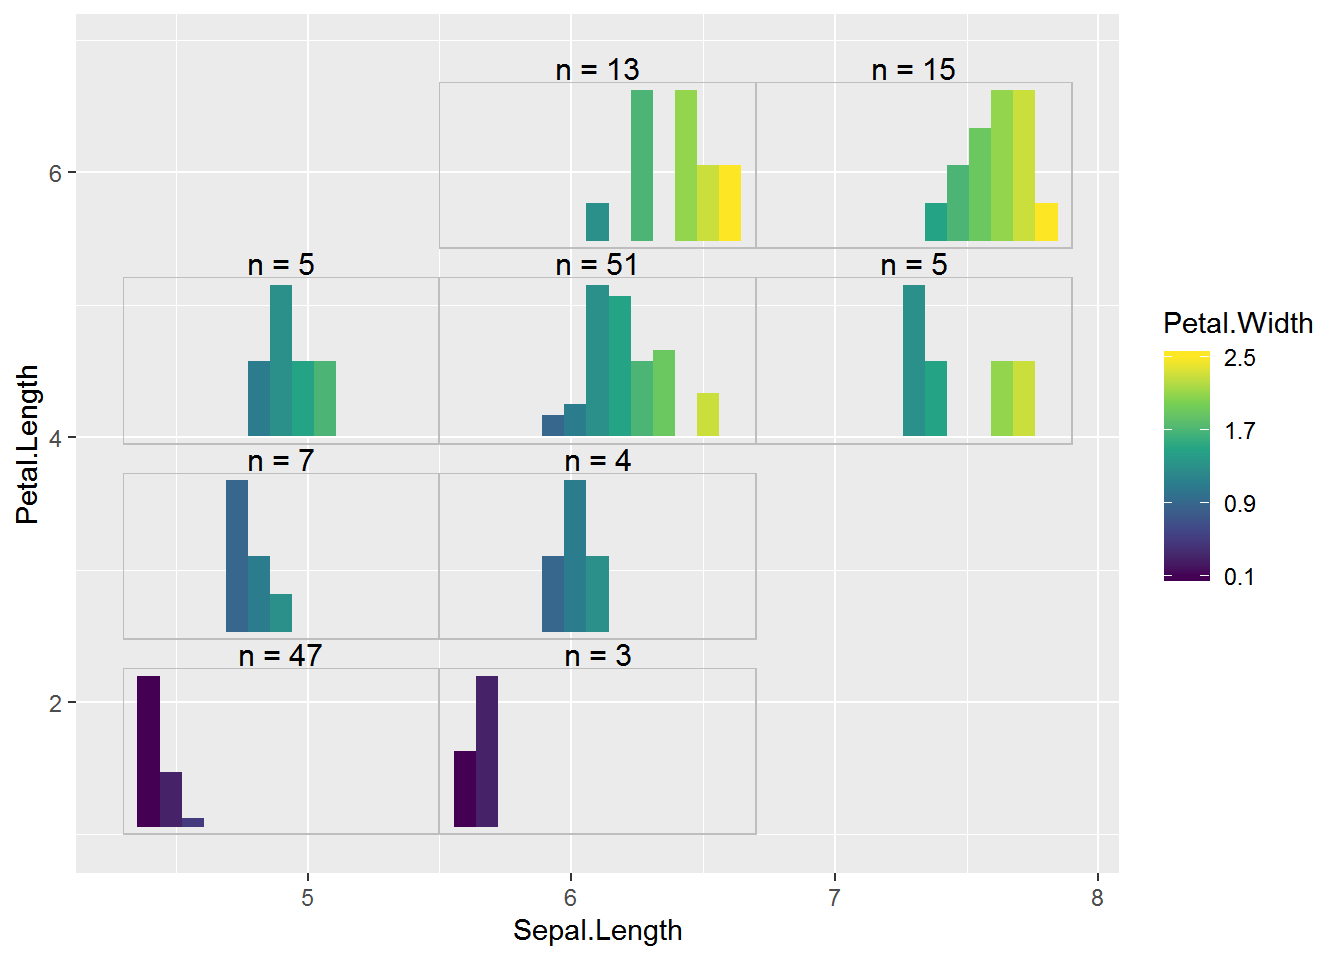 n = 13
n = 15
6
n = 5
n = 51
n = 5
4
n = 7
n = 4
n = 47
n = 3
2
5
6
7
8
Sepal.Length
Petal.Length
Petal.Width
2.5
1.7
0.9
0.1